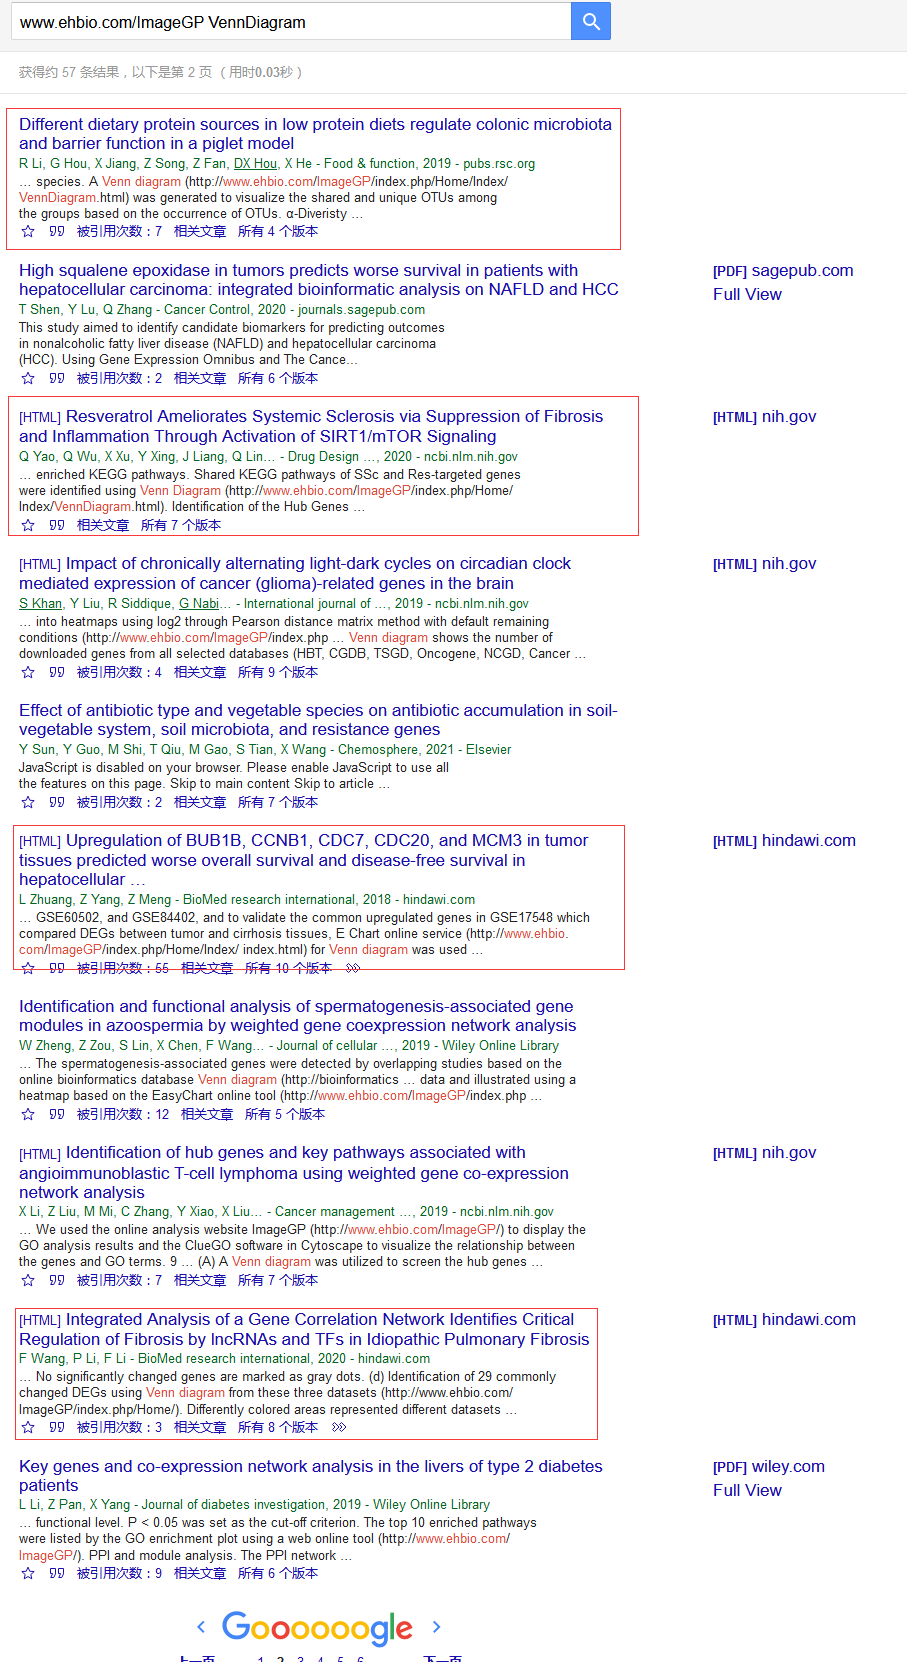 www.ehbio.com/ImageGP VennDiagram
获得约 57 条结果，以下是第 2 页 （用时0.03秒）
Different dietary protein sources in low protein diets regulate colonic microbiota
and barrier function in a piglet model
R Li, G Hou, X Jiang, Z Song, Z Fan, DX Hou, X He - Food & function, 2019 - pubs.rsc.org
... species. A Venn diagram (http://www.ehbio.com/ImageGP/index.php/Home/Index/
VennDiagram.html) was generated to visualize the shared and unique OTUs among
the groups based on the occurrence of OTUs. α-Diveristy ...
被引用次数：7 相关文章 所有 4 个版本
High squalene epoxidase in tumors predicts worse survival in patients with
hepatocellular carcinoma: integrated bioinformatic analysis on NAFLD and HCC
T Shen, Y Lu, Q Zhang - Cancer Control, 2020 - journals.sagepub.com
This study aimed to identify candidate biomarkers for predicting outcomes
in nonalcoholic fatty liver disease (NAFLD) and hepatocellular carcinoma
(HCC). Using Gene Expression Omnibus and The Cance...
被引用次数：2 相关文章 所有 6 个版本
[PDF] sagepub.com
Full View
[HTML] Resveratrol Ameliorates Systemic Sclerosis via Suppression of Fibrosis
and Inflammation Through Activation of SIRT1/mTOR Signaling
Q Yao, Q Wu, X Xu, Y Xing, J Liang, Q Lin... - Drug Design ..., 2020 - ncbi.nlm.nih.gov
... enriched KEGG pathways. Shared KEGG pathways of SSc and Res-targeted genes
were identified using Venn Diagram (http://www.ehbio.com/ImageGP/index.php/Home/
Index/VennDiagram.html). Identification of the Hub Genes ...
相关文章 所有 7 个版本
[HTML] nih.gov
[HTML] Impact of chronically alternating light-dark cycles on circadian clock
mediated expression of cancer (glioma)-related genes in the brain
S Khan, Y Liu, R Siddique, G Nabi... - International journal of ..., 2019 - ncbi.nlm.nih.gov
... into heatmaps using log2 through Pearson distance matrix method with default remaining
conditions (http://www.ehbio.com/ImageGP/index.php ... Venn diagram shows the number of
downloaded genes from all selected databases (HBT, CGDB, TSGD, Oncogene, NCGD, Cancer ...
被引用次数：4 相关文章 所有 9 个版本
[HTML] nih.gov
Effect of antibiotic type and vegetable species on antibiotic accumulation in soil-
vegetable system, soil microbiota, and resistance genes
Y Sun, Y Guo, M Shi, T Qiu, M Gao, S Tian, X Wang - Chemosphere, 2021 - Elsevier
JavaScript is disabled on your browser. Please enable JavaScript to use all
the features on this page. Skip to main content Skip to article ...
被引用次数：2 相关文章 所有 7 个版本
[HTML] Upregulation of BUB1B, CCNB1, CDC7, CDC20, and MCM3 in tumor
tissues predicted worse overall survival and disease-free survival in
hepatocellular ...
L Zhuang, Z Yang, Z Meng - BioMed research international, 2018 - hindawi.com
... GSE60502, and GSE84402, and to validate the common upregulated genes in GSE17548 which
compared DEGs between tumor and cirrhosis tissues, E Chart online service (http://www.ehbio.
com/ImageGP/index.php/Home/Index/ index.html) for Venn diagram was used ...
被引用次数：55 相关文章 所有 10 个版本
[HTML] hindawi.com
Identification and functional analysis of spermatogenesis-associated gene
modules in azoospermia by weighted gene coexpression network analysis
W Zheng, Z Zou, S Lin, X Chen, F Wang... - Journal of cellular ..., 2019 - Wiley Online Library
... The spermatogenesis-associated genes were detected by overlapping studies based on the
online bioinformatics database Venn diagram (http://bioinformatics ... data and illustrated using a
heatmap based on the EasyChart online tool (http://www.ehbio.com/ImageGP/index.php ...
被引用次数：12 相关文章 所有 5 个版本
[HTML] Identification of hub genes and key pathways associated with
angioimmunoblastic T-cell lymphoma using weighted gene co-expression
network analysis
X Li, Z Liu, M Mi, C Zhang, Y Xiao, X Liu... - Cancer management ..., 2019 - ncbi.nlm.nih.gov
... We used the online analysis website ImageGP (http://www.ehbio.com/ImageGP/) to display the
GO analysis results and the ClueGO software in Cytoscape to visualize the relationship between
the genes and GO terms. 9 ... (A) A Venn diagram was utilized to screen the hub genes ...
被引用次数：7 相关文章 所有 7 个版本
[HTML] nih.gov
[HTML] Integrated Analysis of a Gene Correlation Network Identifies Critical
Regulation of Fibrosis by lncRNAs and TFs in Idiopathic Pulmonary Fibrosis
F Wang, P Li, F Li - BioMed research international, 2020 - hindawi.com
... No significantly changed genes are marked as gray dots. (d) Identification of 29 commonly
changed DEGs using Venn diagram from these three datasets (http://www.ehbio.com/
ImageGP/index.php/Home/). Differently colored areas represented different datasets ...
被引用次数：3 相关文章 所有 8 个版本
[HTML] hindawi.com
Key genes and co-expression network analysis in the livers of type 2 diabetes
patients
L Li, Z Pan, X Yang - Journal of diabetes investigation, 2019 - Wiley Online Library
... functional level. P < 0.05 was set as the cut-off criterion. The top 10 enriched pathways
were listed by the GO enrichment plot using a web online tool (http://www.ehbio.com/
ImageGP/). PPI and module analysis. The PPI network ...
被引用次数：9 相关文章 所有 6 个版本
[PDF] wiley.com
Full View
Goooooogle
上一页 1 2 3 4 5 6 下一页